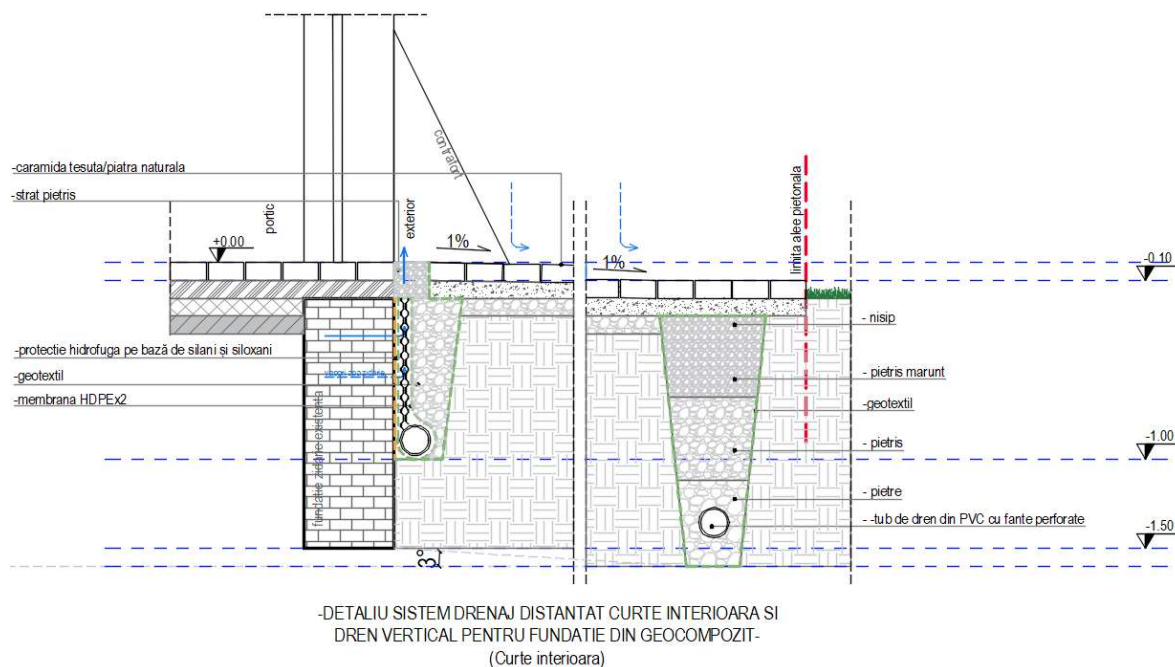 contrafort
-caramida tesuta/piatra naturala
-strat pietris
portic
exterior
limita alee pietonala
+0,00
1%
1%
-0.10
- nisip
-protectie hidrofuga pe bază de silani și siloxani
-geotextil
-membrana HDPEx2
fundatie zidarie existenta
- pietris marunt
-geotextil
- pietris
-1.00
- pietre
- -tub de dren din PVC cu fante perforate
-1.50
3°
-DETALIU SISTEM DRENAJ DISTANTAT CURTE INTERIOARA SI
DREN VERTICAL PENTRU FUNDATIE DIN GEOCOMPOZIT-
(Curte interioara)